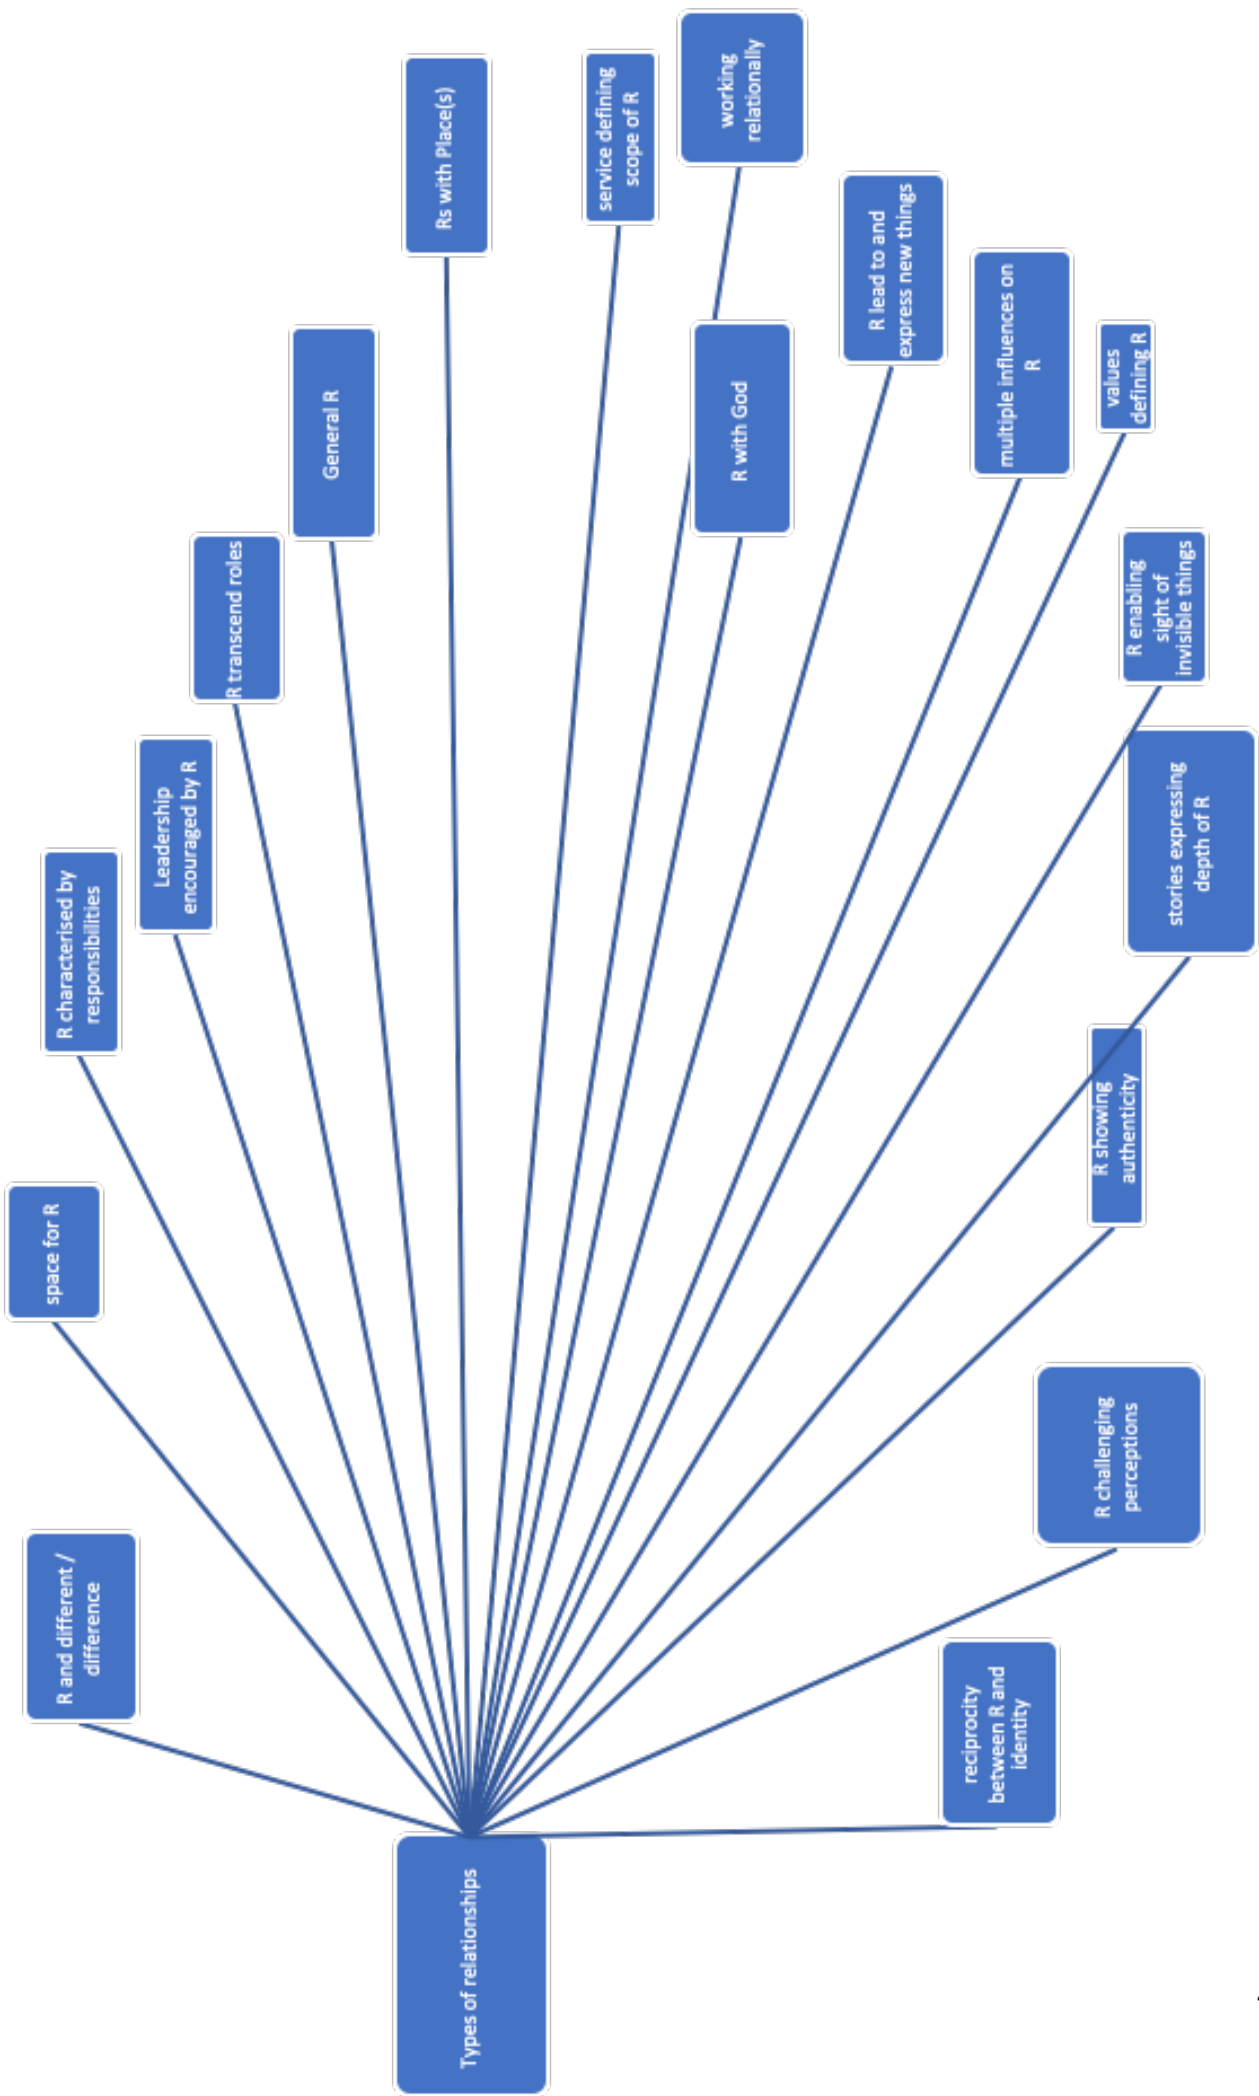 Types of relationships
R and different /
difference
space for R
R characterised by
responsibilities
Leadership
encouraged by R
R transcend roles
General R
Rs with Place(s)
service defining
scope of R
working
relationally
R with God
R lead to and
express new things
multiple influences on
R
values
defining R
R enabling
sight of
invisible things
stories expressing
depth of R
R showing
authenticity
R challenging
perceptions
reciprocity
between R and
identity